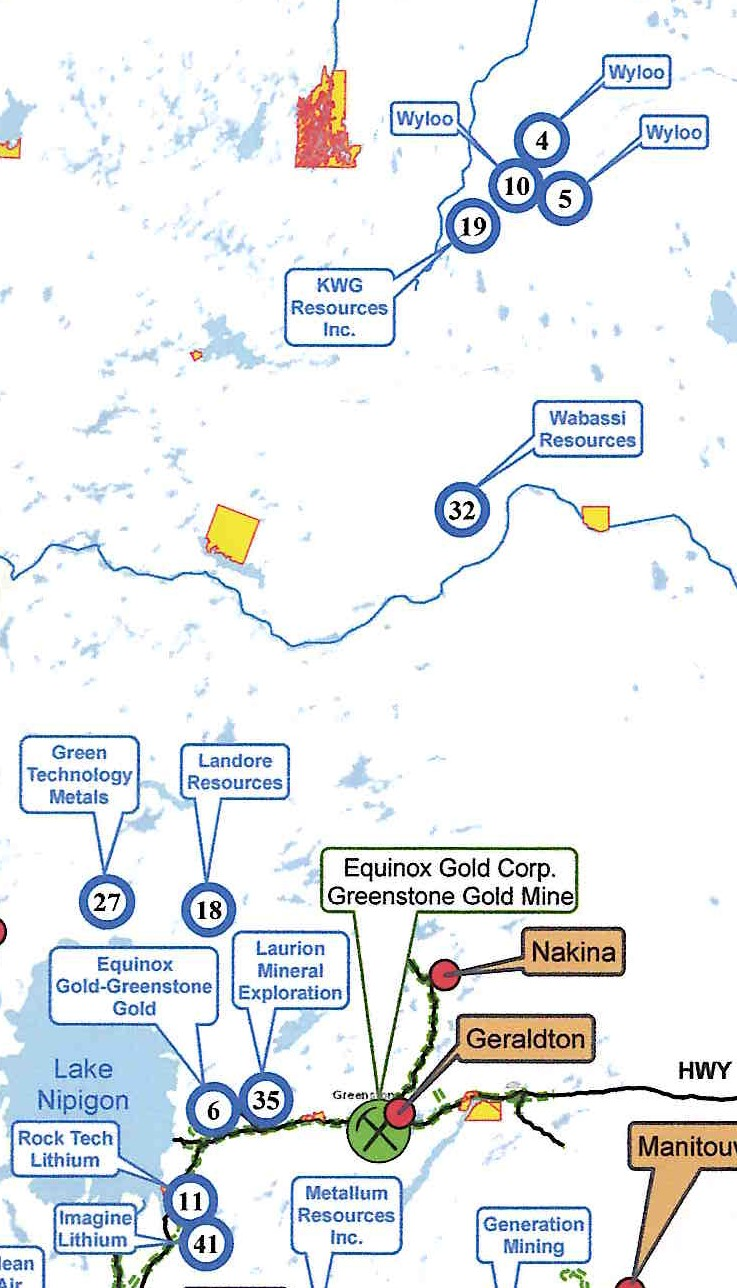 Wyloo
Wyloo
Wyloo
4
10
5
19
KWG
Resources
Inc.
Wabassi
Resources
32
Green
Technology
Metals
Landore
Resources
27
18
Equinox Gold Corp.
Greenstone Gold Mine
Equinox
Gold-Greenstone
Gold
Laurion
Mineral
Exploration
Nakina
Geraldton
Lake
Nipigon
HWY
6
35
Rock Tech
Lithium
Manitouw
11
Imagine
Lithium
41
Metallum
Resources
Inc.
Generation
Mining
lean
Air